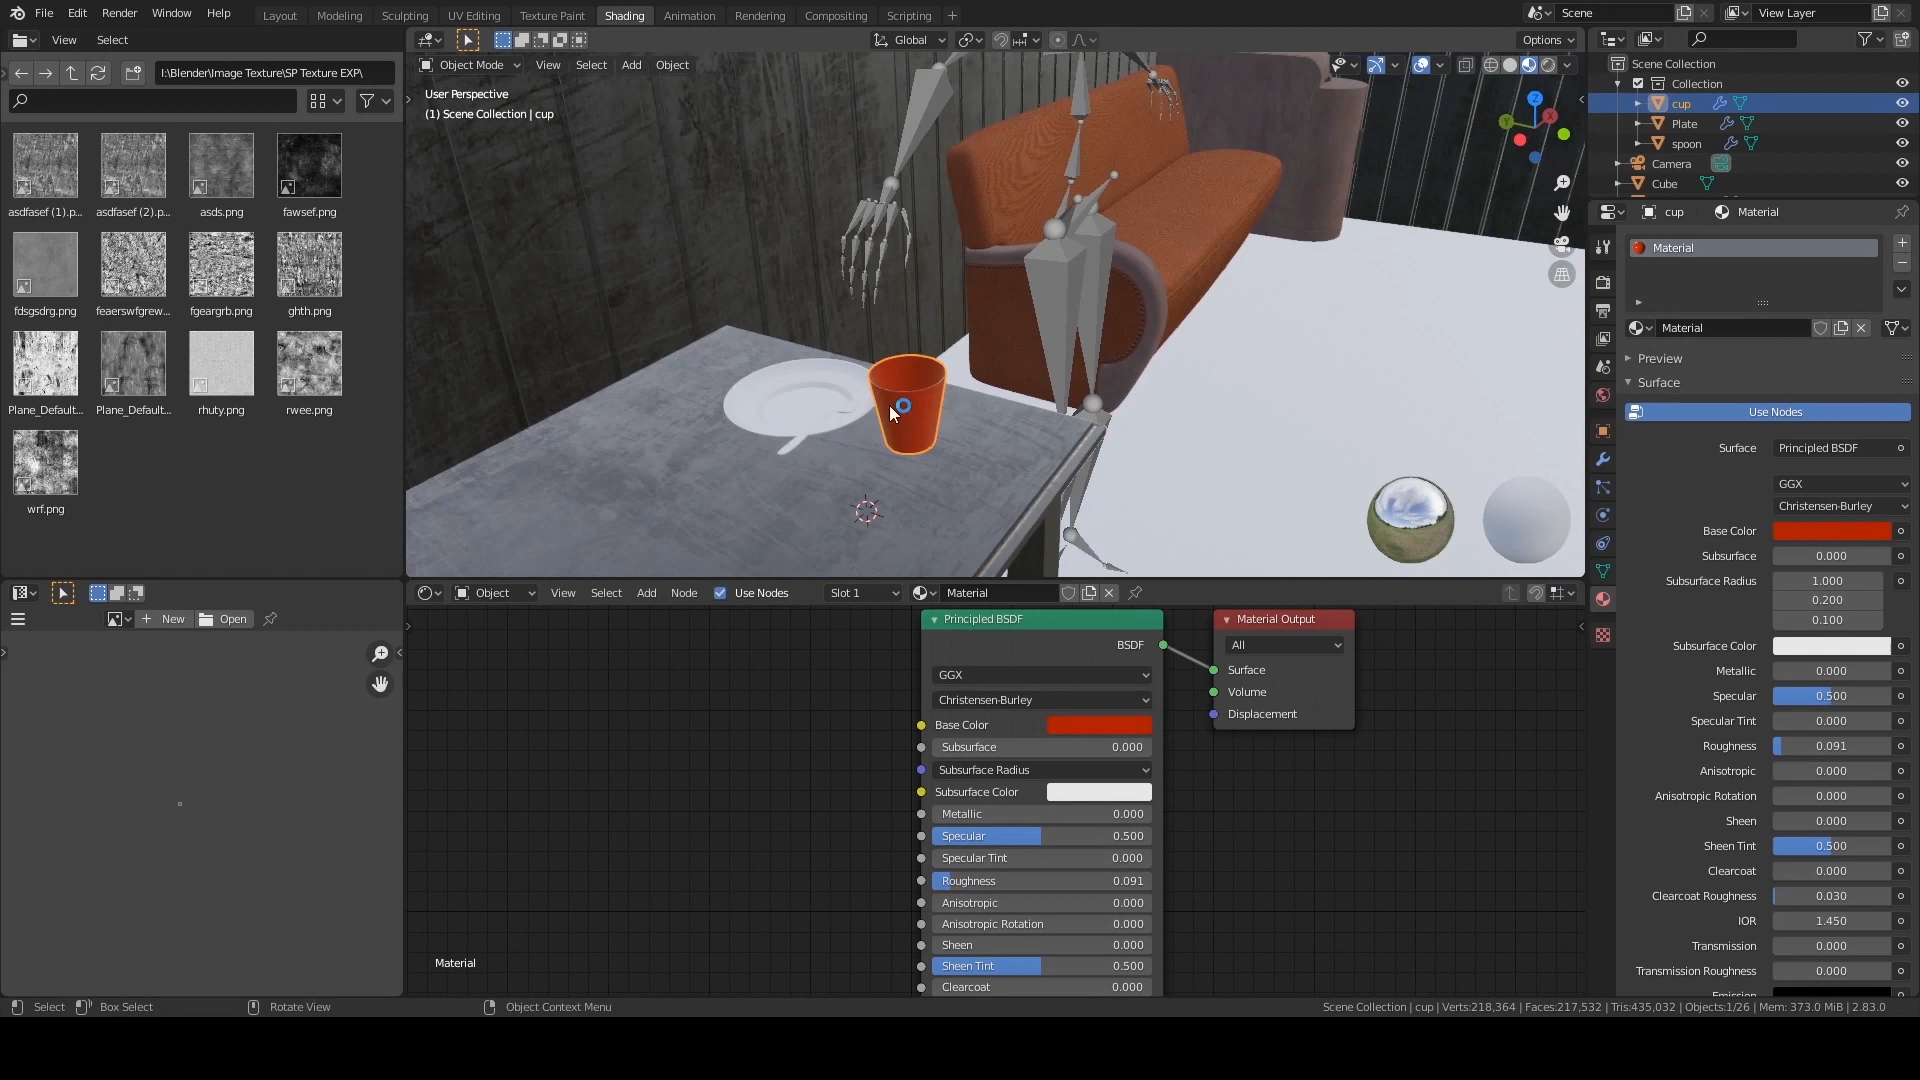 File Edit Render Window Help Layout Modeling Sculpting UV Editing Texture Paint Shading Animation Rendering Compositing Scripting Scene View Layer
View Select Global Options
I:\Blender\Image Texture\SP Texture EXP\
Object Mode View Select Add Object
User Perspective
(1) Scene Collection | cup
asdfasef (1).p... asdfasef (2).p... asds.png fawsef.png
fdsgsdrg.png feaerswfgrew... fgeargrb.png ghth.png
Plane_Default... Plane_Default... rhuty.png rwee.png
wrf.png
Z
Y
X
Scene Collection
Collection
cup
Plate
spoon
Camera
Cube
cup Material
Material
Material
Preview
Surface
Use Nodes
Surface Principled BSDF
GGX
Christensen-Burley
Base Color
Subsurface 0.000
Subsurface Radius 1.000
0.200
0.100
Subsurface Color
Metallic 0.000
Specular 0.500
Specular Tint 0.000
Roughness 0.091
Anisotropic 0.000
Anisotropic Rotation 0.000
Sheen 0.000
Sheen Tint 0.500
Clearcoat 0.000
Clearcoat Roughness 0.030
IOR 1.450
Transmission 0.000
Transmission Roughness 0.000
Emission
New Open
Object View Select Add Node Use Nodes Slot 1 Material
Principled BSDF
BSDF
GGX
Christensen-Burley
Base Color
Subsurface 0.000
Subsurface Radius
Subsurface Color
Metallic 0.000
Specular 0.500
Specular Tint 0.000
Roughness 0.091
Anisotropic 0.000
Anisotropic Rotation 0.000
Sheen 0.000
Sheen Tint 0.500
Clearcoat 0.000
Material Output
All
Surface
Volume
Displacement
Material
Select Box Select Rotate View Object Context Menu
Scene Collection | cup | Verts:218,364 | Faces:217,532 | Tris:435,032 | Objects:1/26 | Mem: 373.0 MiB | 2.83.0